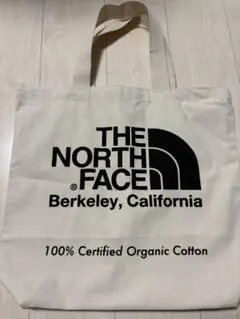 THE
NORTH
FACE
®
Berkeley, California
100% Certified Organic Cotton